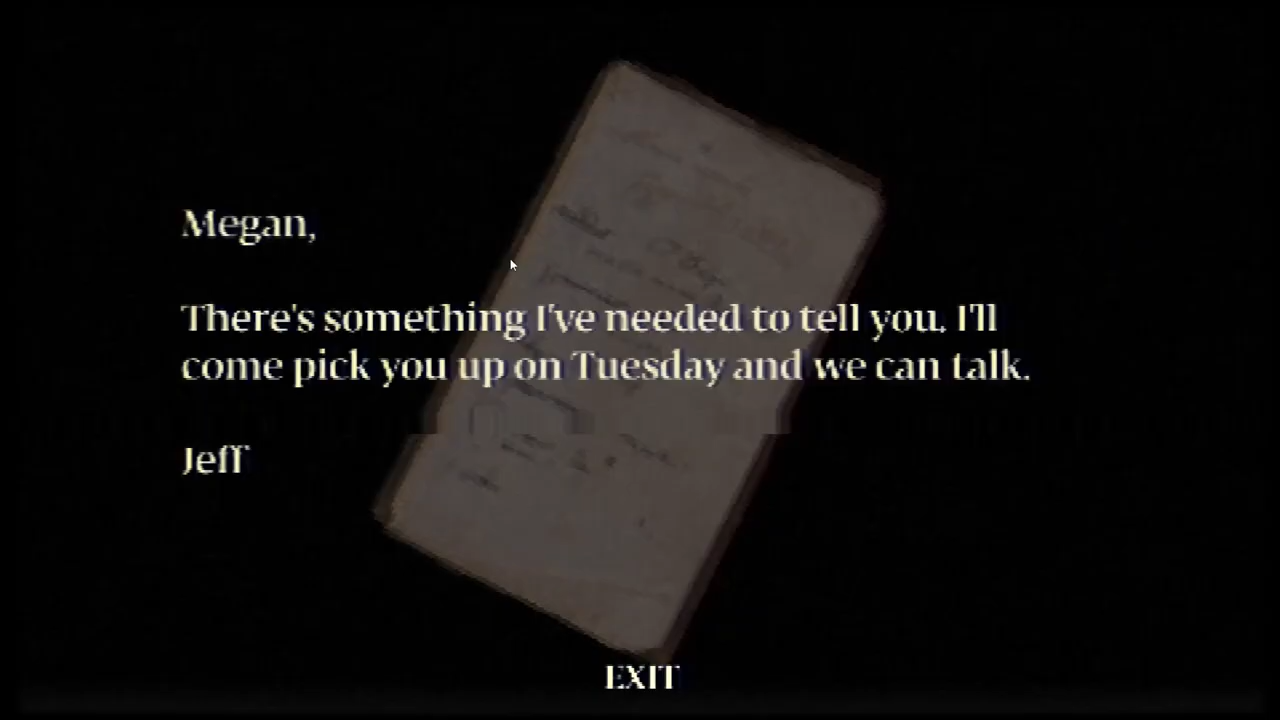 Megan,
There's something I've needed to tell you. I'll
come pick you up on Tuesday and we can talk.
Jeff
EXIT